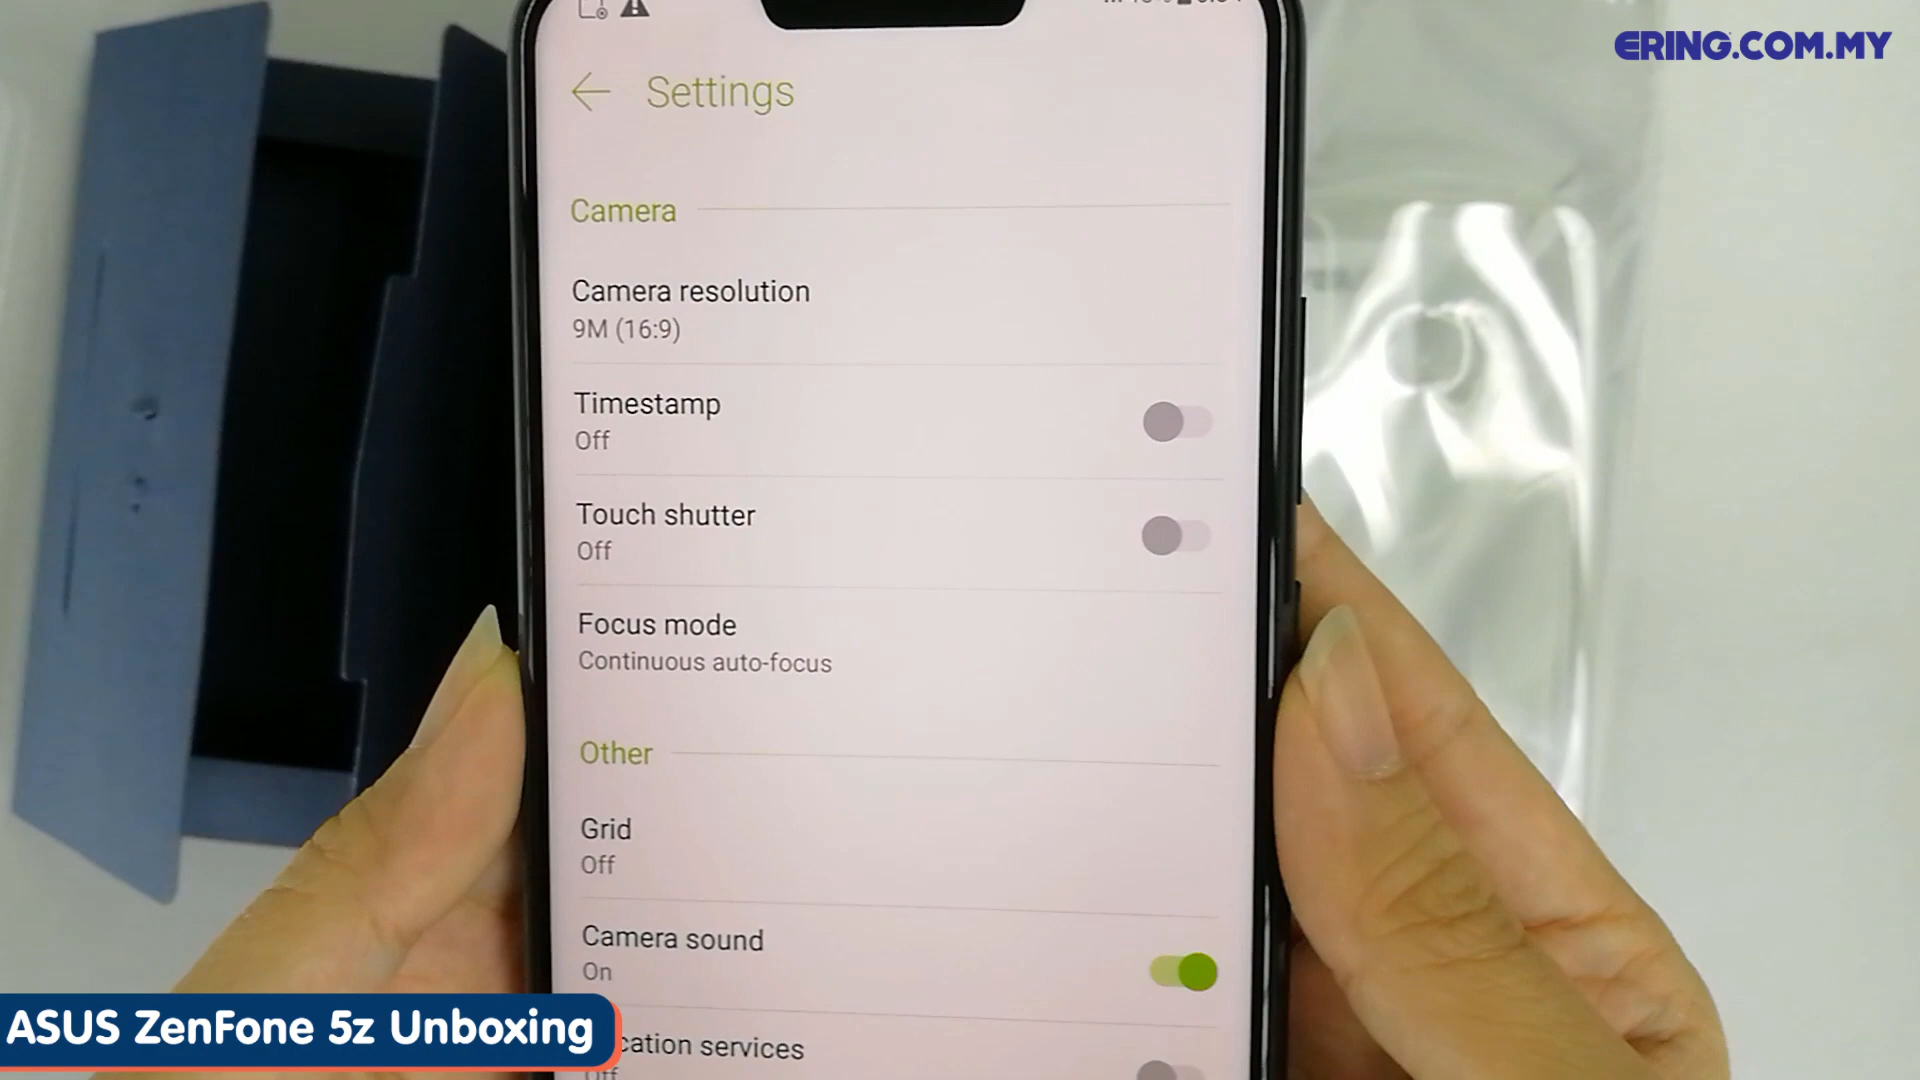 ERING.COM.MY
Settings
Camera
Camera resolution
9M (16:9)
Timestamp
Off
Touch shutter
Off
Focus mode
Continuous auto-focus
Other
Grid
Off
Camera sound
On
services
Off
ASUS ZenFone 5z Unboxing